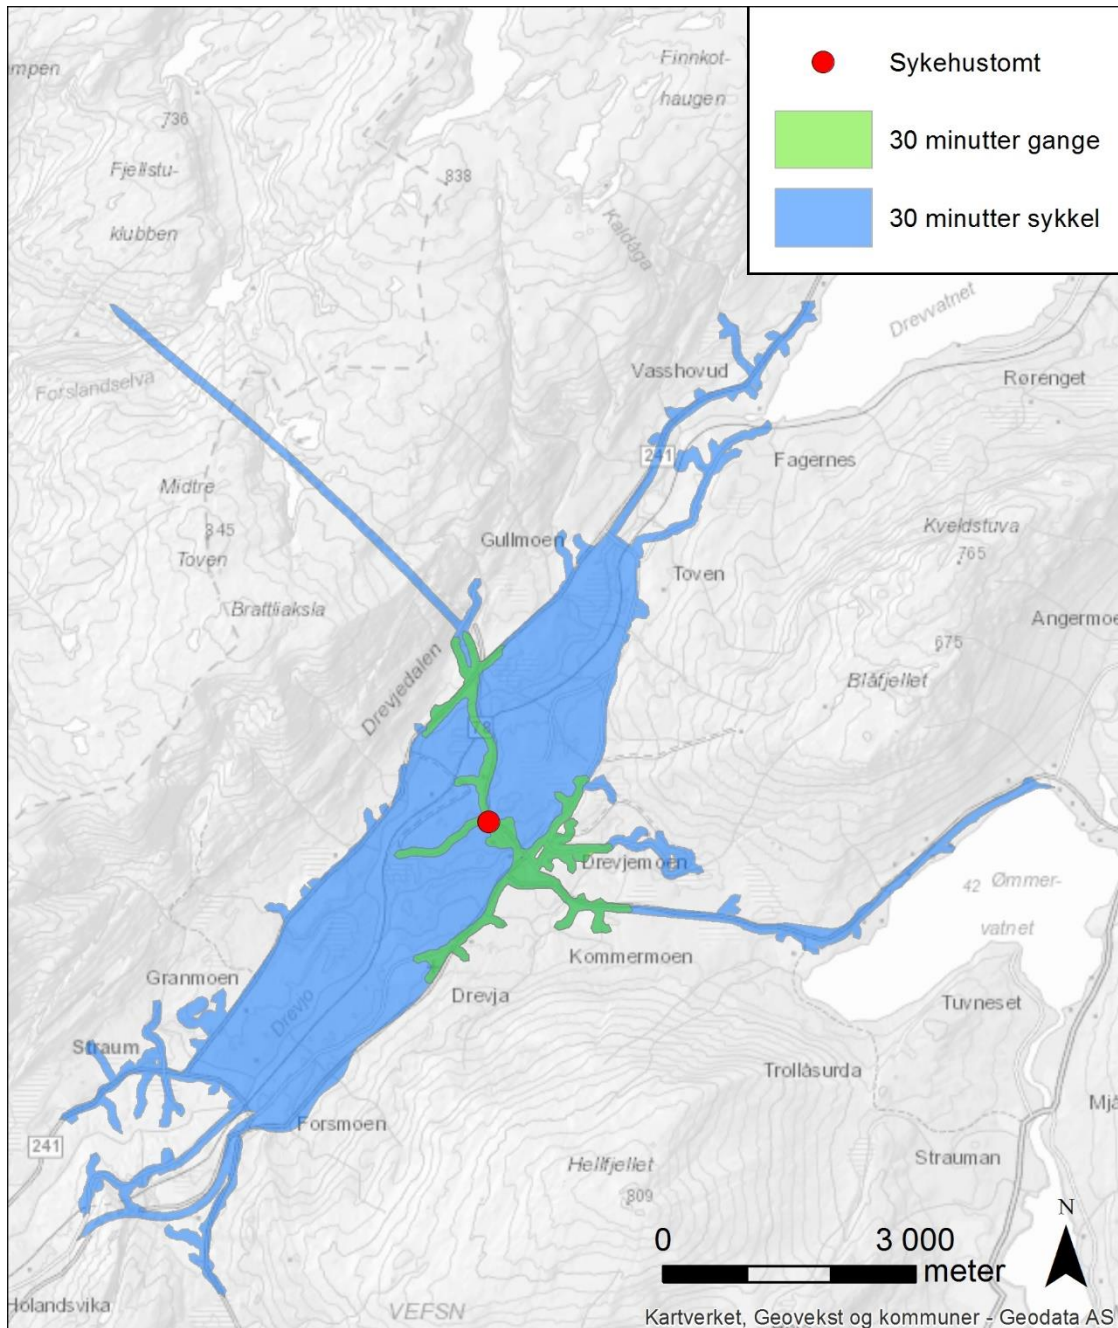 Sykehustomt
30 minutter gange
30 minutter sykkel
Finnkot-
haugen
736
Fjellstu-
klubben
838
Kaldåga
Drevvatnet
Vasshovud
Rørenget
Forslandselva
241
Fagernes
Midtre
Toven
845
Kveldstuva
765
Gullmoen
Toven
Brattliaksla
Angermoe
675
Blåfjellet
Drevjedalen
78
Drevjemoen
42 Ømmer-
vatnet
Kommermoen
Granmoen
Drevja
Drevjo
Tuvneset
Straum
Trollåsurda
Mjå
Forsmoen
241
Strauman
Hellfjellet
809
N
0 3 000
meter
Holandsvika
VEFSN
Kartverket, Geovekst og kommuner - Geodata AS